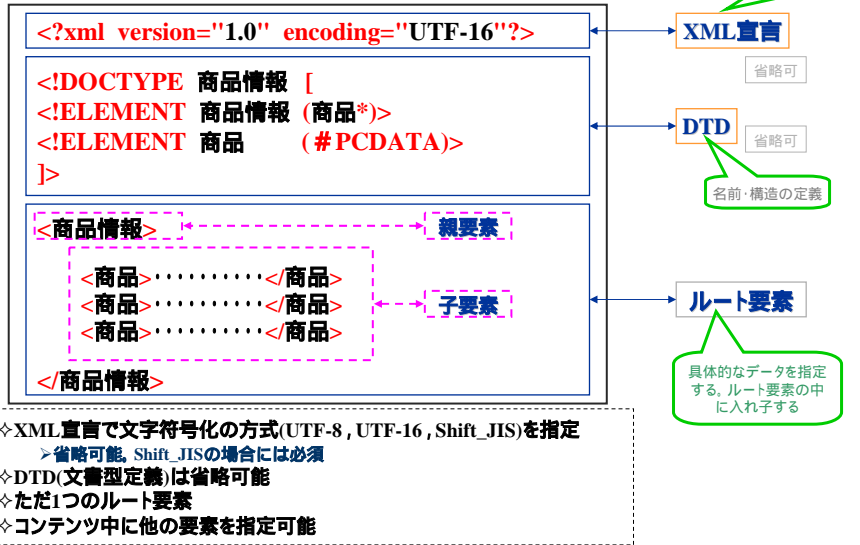 <?xml version="1.0" encoding="UTF-16"?>
XML宣言
省略可
<!DOCTYPE 商品情報 [
<!ELEMENT 商品情報 (商品*)>
<!ELEMENT 商品 (#PCDATA)>
]>
DTD
省略可
名前・構造の定義
<商品情報>
親要素
<商品>・・・・・・・・・・</商品>
<商品>・・・・・・・・・・</商品>
<商品>・・・・・・・・・・</商品>
子要素
</商品情報>
ルート要素
具体的なデータを指定
する。ルート要素の中
に入れ子する
✧XML宣言で文字符号化の方式(UTF-8 , UTF-16 , Shift_JIS)を指定
➢省略可能。Shift_JISの場合には必須
✧DTD(文書型定義)は省略可能
✧ただ1つのルート要素
✧コンテンツ中に他の要素を指定可能